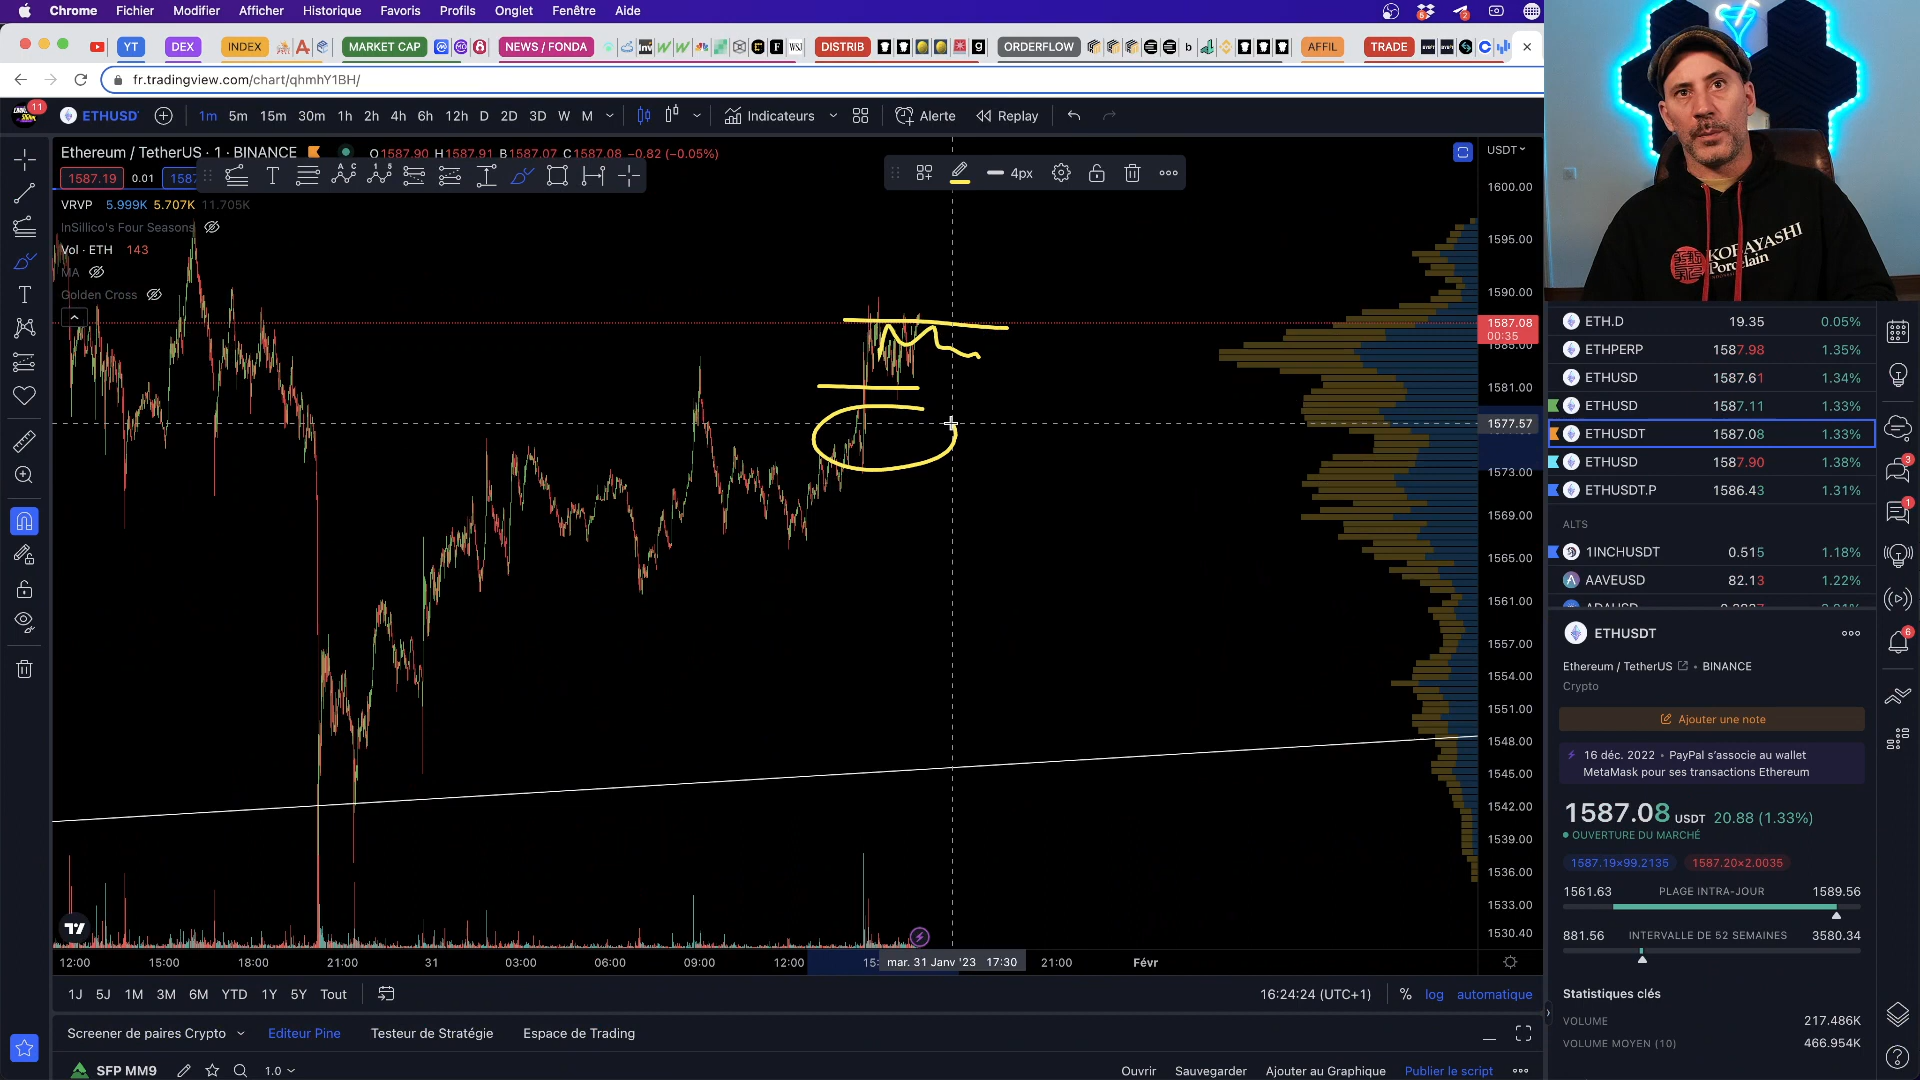 Chrome Fichier Modifier Afficher Historique Favoris Profils Onglet Fenêtre Aide
YT DEX INDEX MARKET CAP NEWS / FONDA DISTRIB ORDERFLOW AFFIL TRADE
fr.tradingview.com/chart/qhmhY1BH/
11 ETHUSD 1m 5m 15m 30m 1h 2h 4h 6h 12h D 2D 3D W M Indicateurs Alerte Replay
Ethereum / TetherUS · 1 · BINANCE O1587.90 H1587.91 B1587.07 C1587.08 −0.82 (−0.05%)
USDT
1587.19 0.01 1587
4px
VRVP 5.999K 5.707K 11.705K
InSillico's Four Seasons
Vol · ETH 143
MA
Golden Cross
1600.00
1595.00
1590.00
1587.08
00:35
1585.00
1581.00
1577.57
1573.00
1569.00
1565.00
1561.00
1557.00
1554.00
1551.00
1548.00
1545.00
1542.00
1539.00
1536.00
1533.00
1530.40
12:00 15:00 18:00 21:00 31 03:00 06:00 09:00 12:00 15: mar. 31 Janv '23 17:30 21:00 Févr
1J 5J 1M 3M 6M YTD 1Y 5Y Tout 16:24:24 (UTC+1) % log automatique
Screener de paires Crypto Editeur Pine Testeur de Stratégie Espace de Trading
SFP MM9 1.0 Ouvrir Sauvegarder Ajouter au Graphique Publier le script
KOBAYASHI
Porcelain
ETH.D 19.35 0.05%
ETHPERP 1587.98 1.35%
ETHUSD 1587.61 1.34%
ETHUSD 1587.11 1.33%
ETHUSDT 1587.08 1.33%
ETHUSD 1587.90 1.38%
ETHUSDT.P 1586.43 1.31%
ALTS
1INCHUSDT 0.515 1.18%
AAVEUSD 82.13 1.22%
ETHUSDT
Ethereum / TetherUS • BINANCE
Crypto
Ajouter une note
16 déc. 2022 • PayPal s'associe au wallet
MetaMask pour ses transactions Ethereum
1587.08 USDT 20.88 (1.33%)
OUVERTURE DU MARCHÉ
1587.19×99.2135 1587.20×2.0035
1561.63 PLAGE INTRA-JOUR 1589.56
881.56 INTERVALLE DE 52 SEMAINES 3580.34
Statistiques clés
VOLUME 217.486K
VOLUME MOYEN (10) 466.954K